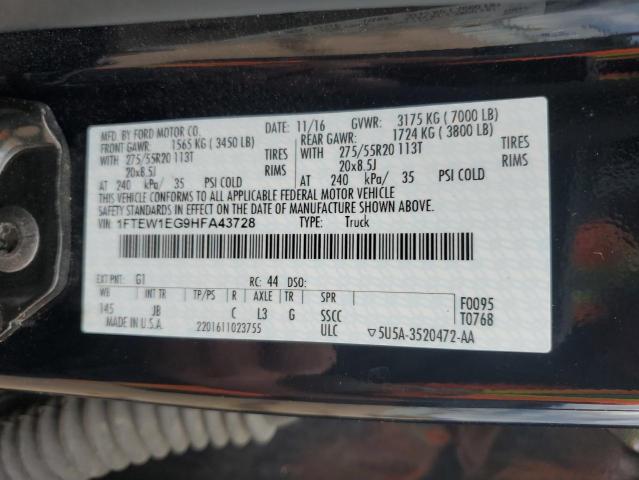 MFD. BY FORD MOTOR CO.
DATE: 11/16 GVWR: 3175 KG ( 7000 LB)
FRONT GAWR: 1565 KG ( 3450 LB) REAR GAWR: 1724 KG ( 3800 LB)
WITH 275/55R20 113T TIRES WITH 275/55R20 113T TIRES
20x8.5J RIMS 20x8.5J RIMS
AT 240 kPa/ 35 PSI COLD AT 240 kPa/ 35 PSI COLD
THIS VEHICLE CONFORMS TO ALL APPLICABLE FEDERAL MOTOR VEHICLE
SAFETY STANDARDS IN EFFECT ON THE DATE OF MANUFACTURE SHOWN ABOVE.
VIN: 1FTEW1EG9HFA43728 TYPE: Truck
EXT PNT: G1 RC: 44 DSO:
WB INT TR TP/PS R AXLE TR SPR F0095
145 JB C L3 G SSCC T0768
MADE IN U.S.A. 2201611023755 ULC ▽5U5A-3520472-AA